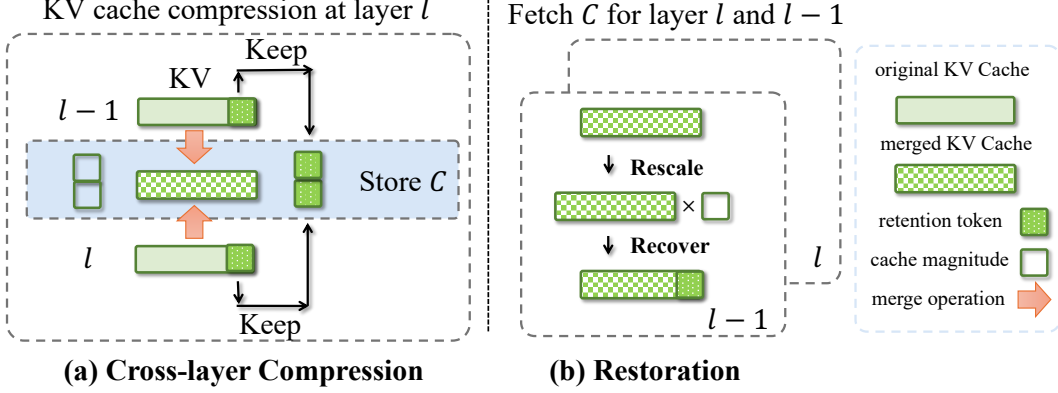 KV cache compression at layer l
Keep
KV
l − 1
Store C
l
Keep
(a) Cross-layer Compression
Fetch C for layer l and l − 1
Rescale
×
Recover
l
l − 1
(b) Restoration
original KV Cache
merged KV Cache
retention token
cache magnitude
merge operation